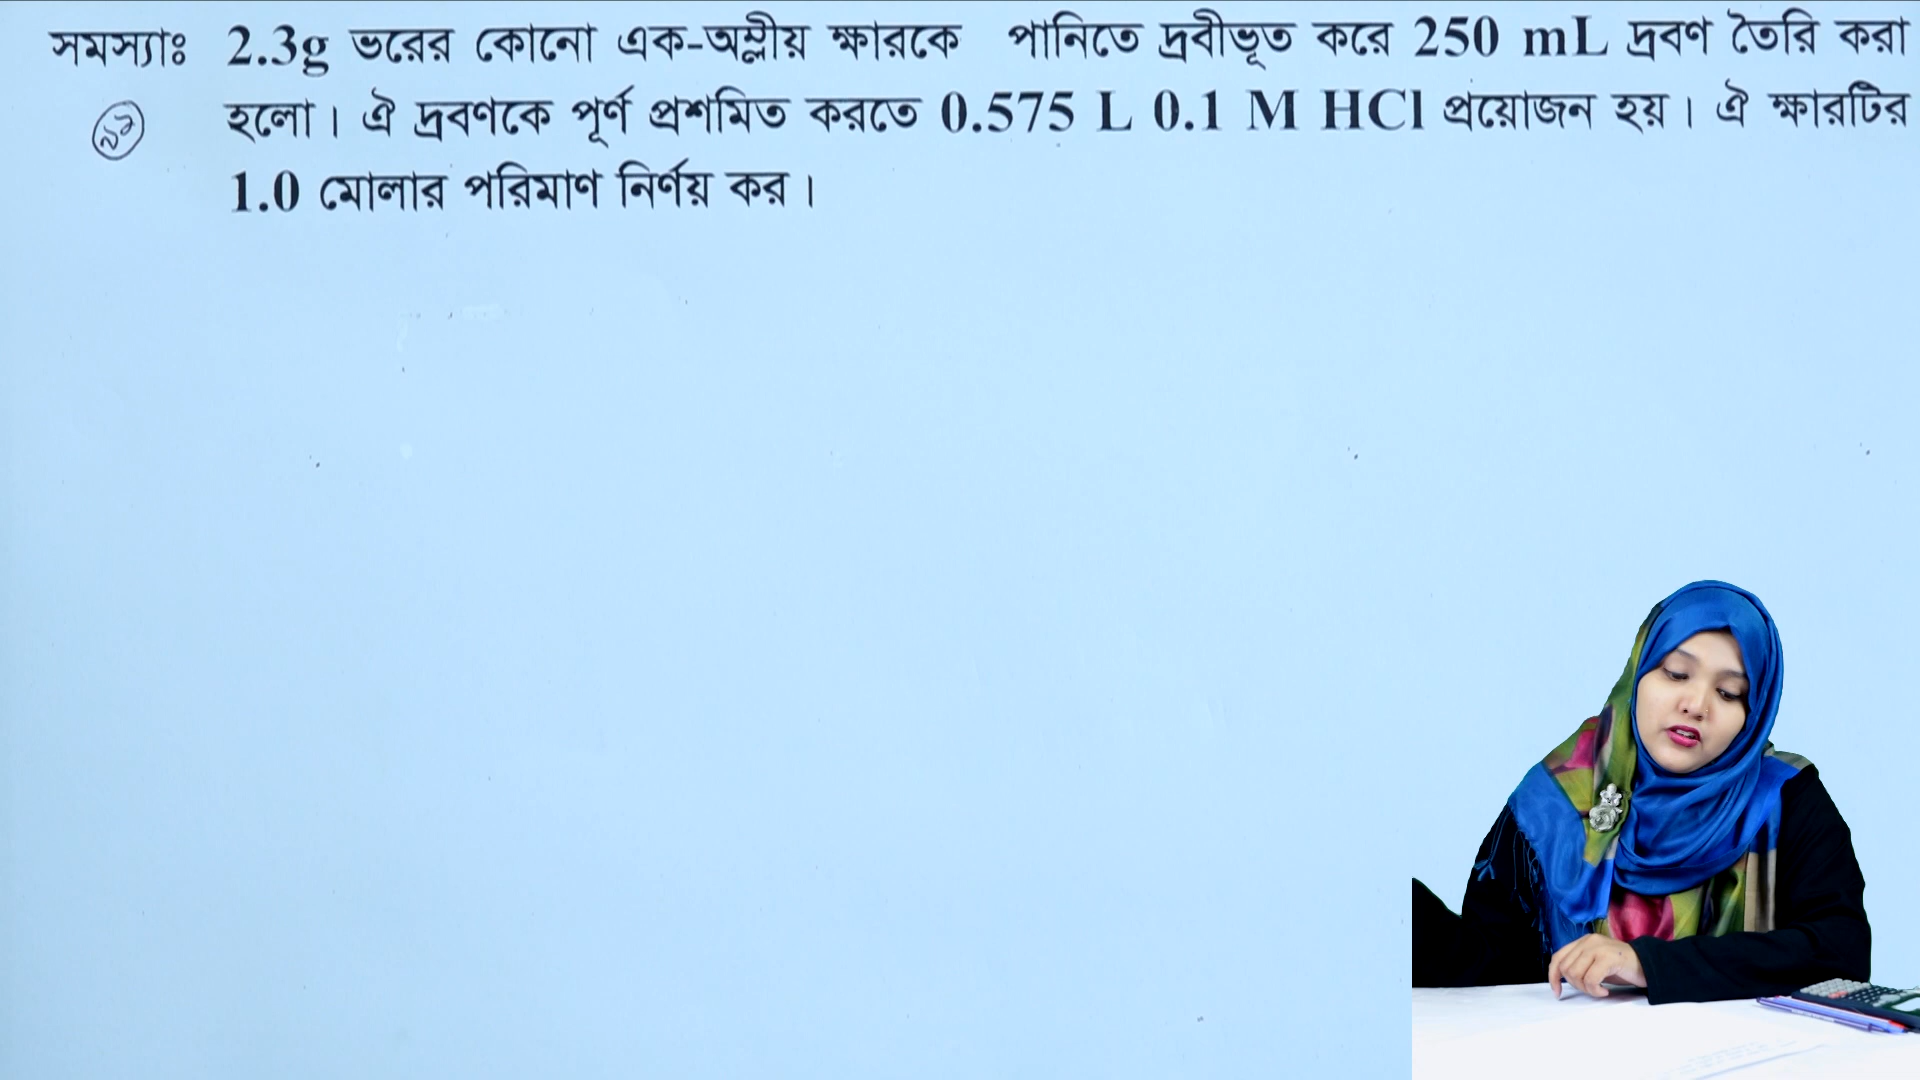 সমস্যাঃ 2.3g ভরের কোনো এক-অম্লীয় ক্ষারকে পানিতে দ্রবীভূত করে 250 mL দ্রবণ তৈরি করা
হলো। ঐ দ্রবণকে পূর্ণ প্রশমিত করতে 0.575 L 0.1 M HCl প্রয়োজন হয়। ঐ ক্ষারটির
1.0 মোলার পরিমাণ নির্ণয় কর।